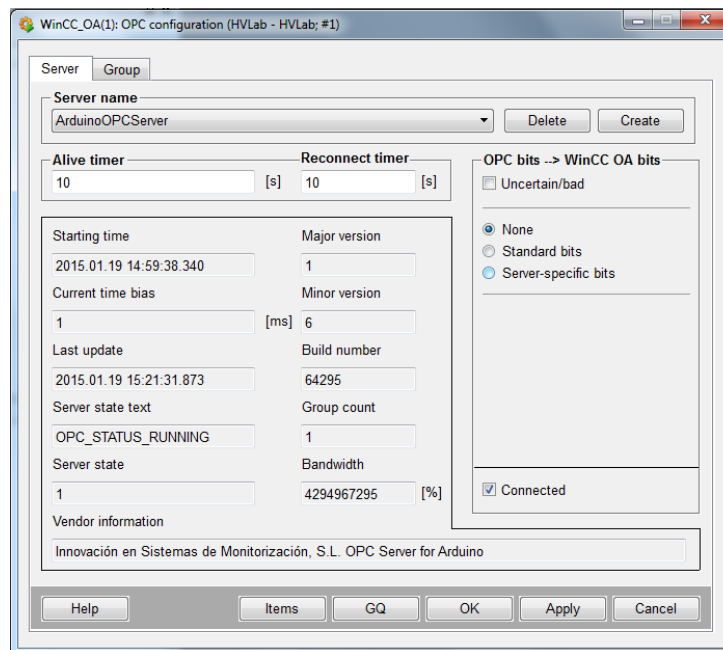 WinCC_OA(1): OPC configuration (HVLab - HVLab; #1)
Server Group
Server name
ArduinoOPCServer Delete Create
Alive timer Reconnect timer
10 [s] 10 [s]
OPC bits --> WinCC OA bits
Uncertain/bad
None
Standard bits
Server-specific bits
Starting time Major version
2015.01.19 14:59:38.340 1
Current time bias Minor version
1 [ms] 6
Last update Build number
2015.01.19 15:21:31.873 64295
Server state text Group count
OPC_STATUS_RUNNING 1
Server state Bandwidth
1 4294967295 [%]
Connected
Vendor information
Innovación en Sistemas de Monitorización, S.L. OPC Server for Arduino
Help Items GQ OK Apply Cancel